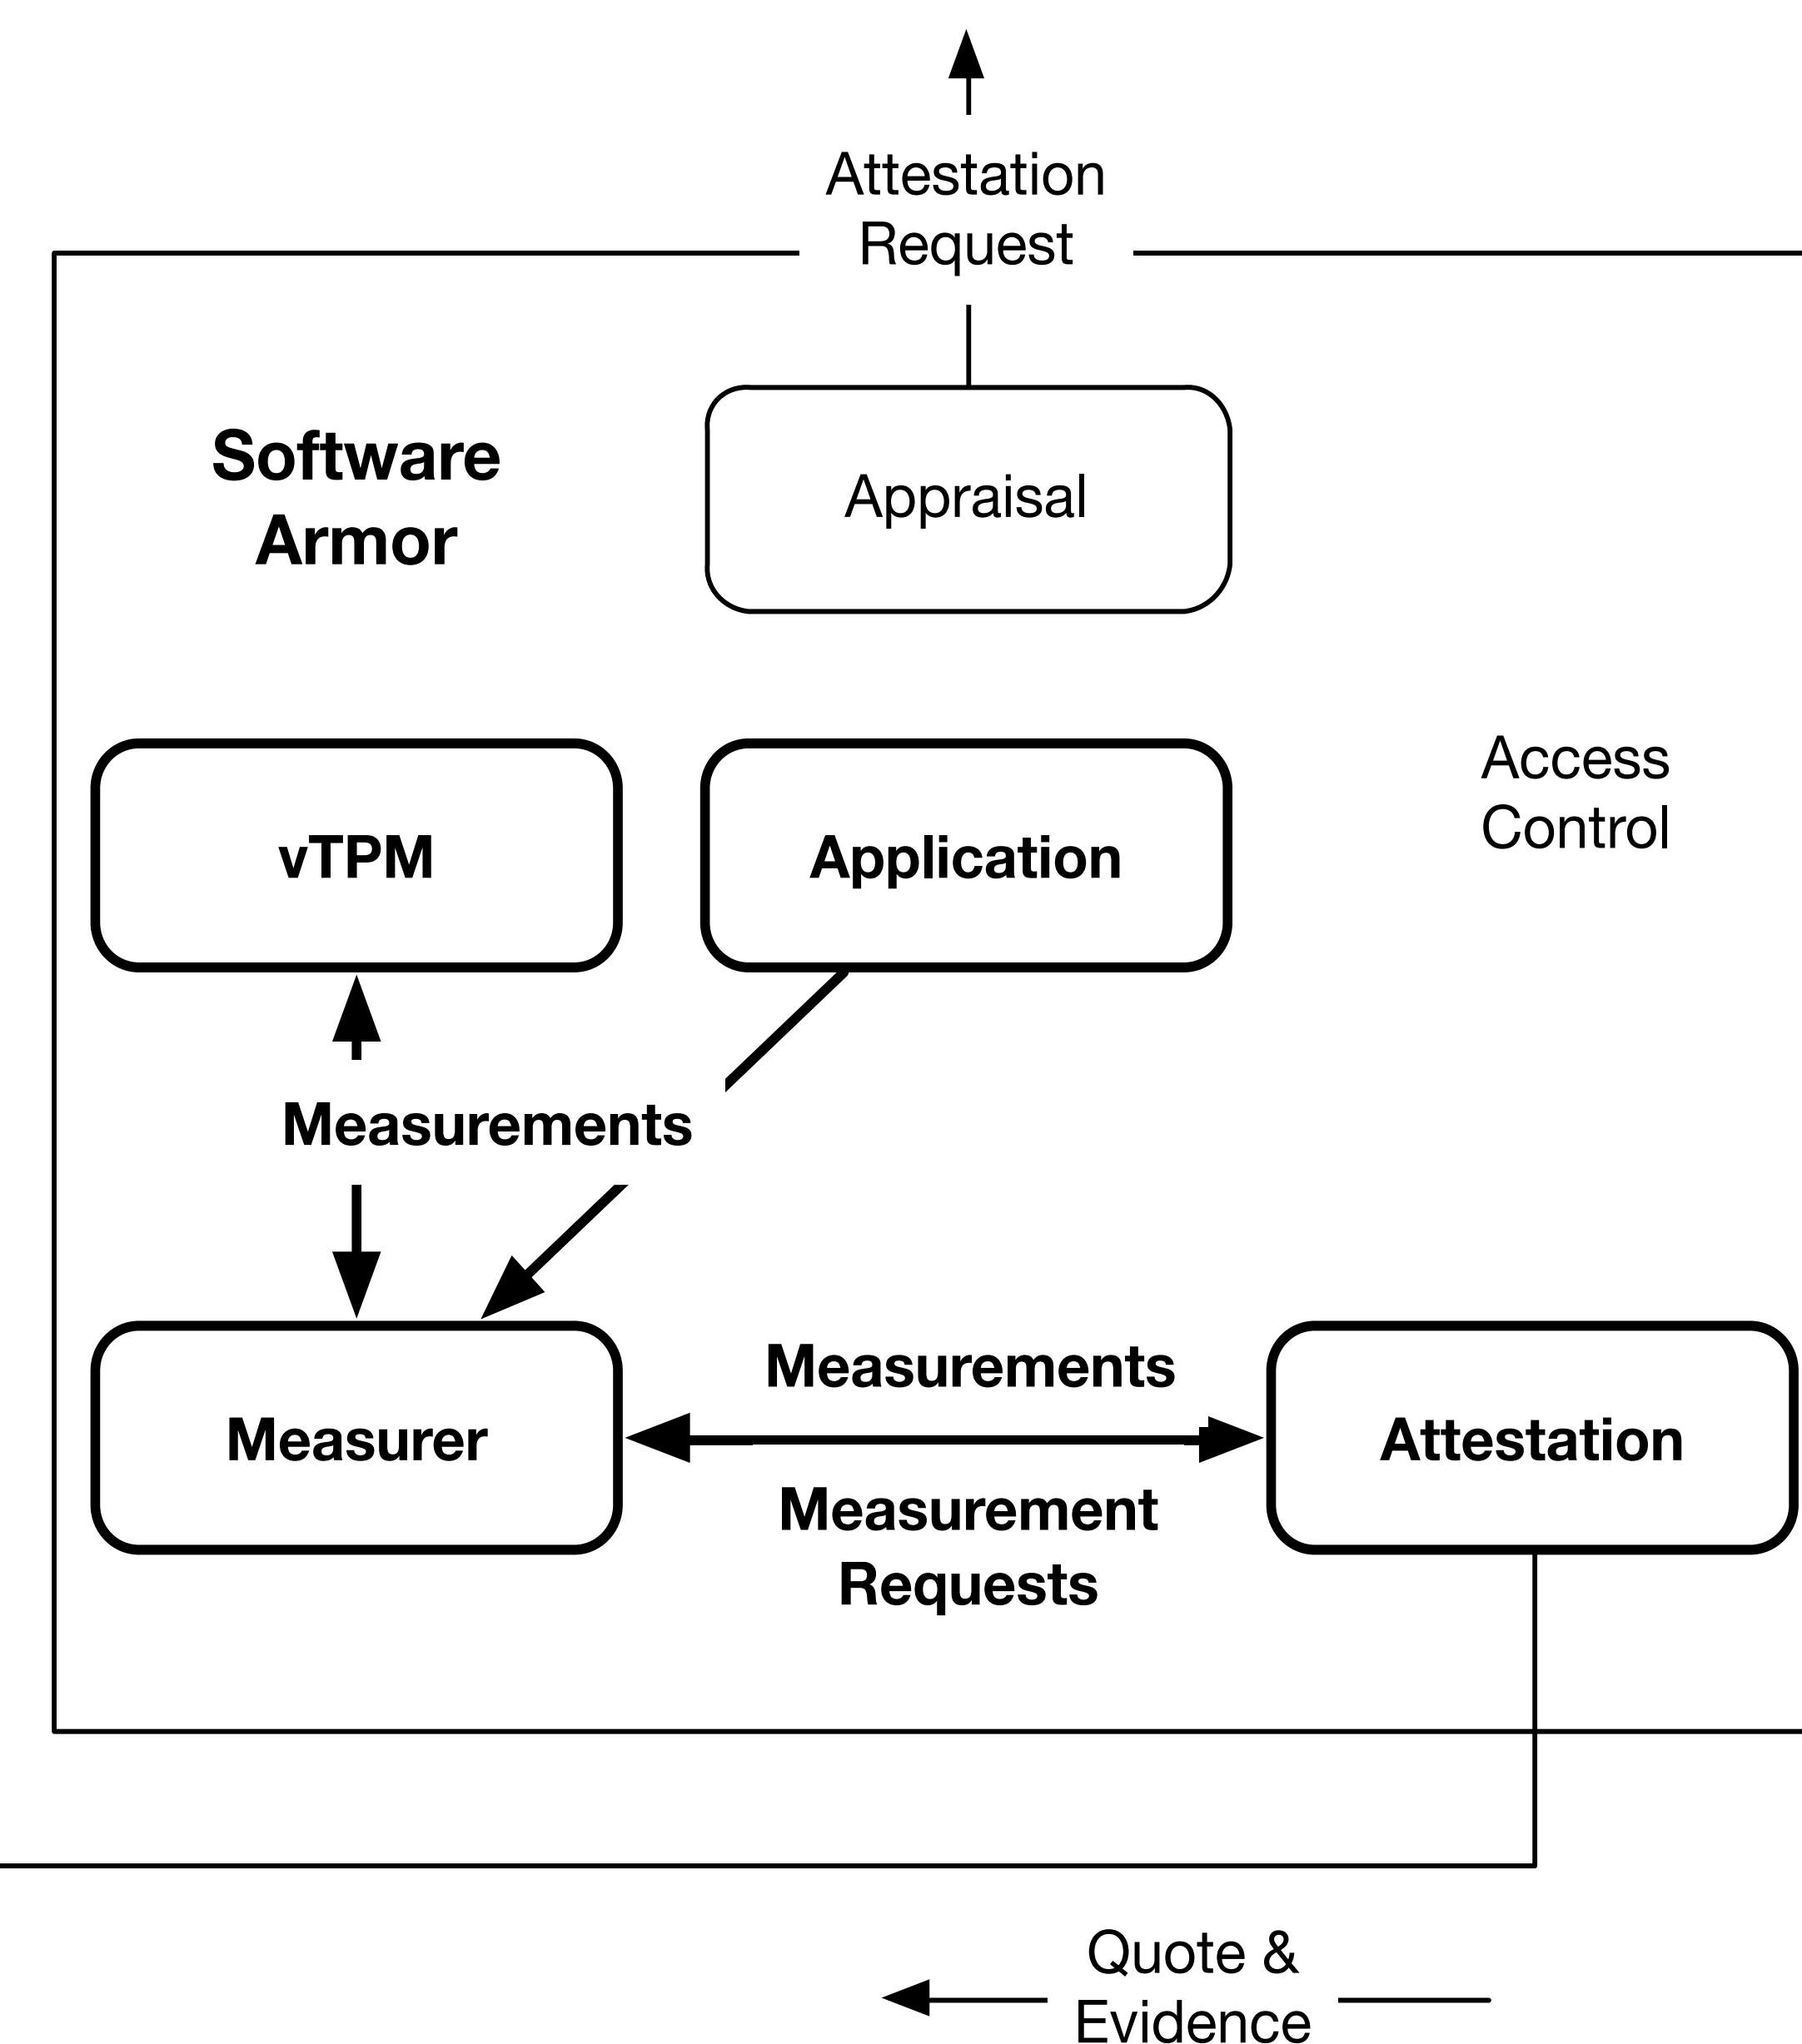 Attestation
Request
Software
Armor
Appraisal
Access
Control
vTPM
Application
Measurements
Measurements
Measurer
Attestation
Measurement
Requests
Quote &
Evidence